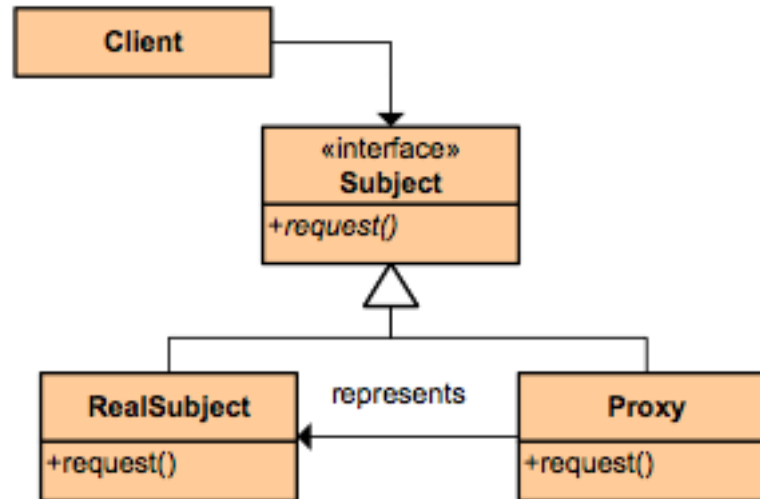 Client
«interface»
Subject
+request()
RealSubject
represents
Proxy
+request()
+request()